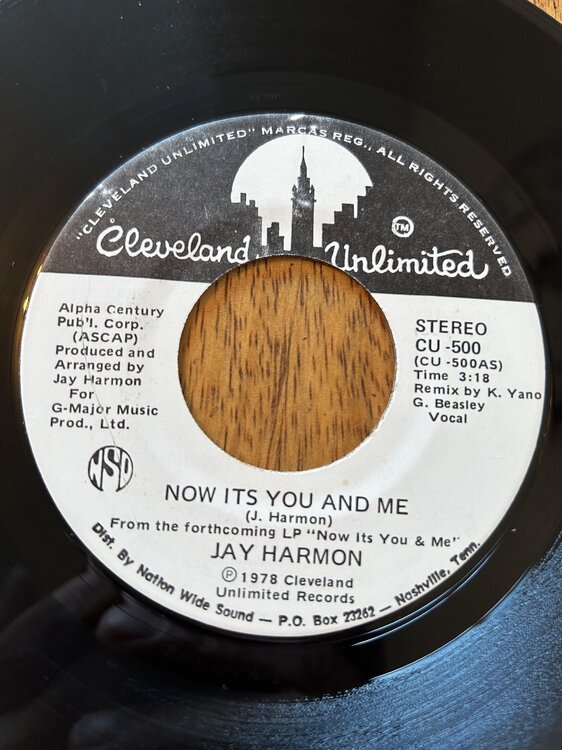 "CLEVELAND UNLIMITED" MARCAS REG., ALL RIGHTS RESERVED
Cleveland Unlimited TM
Alpha Century
Pub'l. Corp.
(ASCAP)
Produced and
Arranged by
Jay Harmon
For
G-Major Music
Prod., Ltd.
NSD
STEREO
CU -500
(CU -500AS)
Time 3:18
Remix by K. Yano
G. Beasley
Vocal
NOW ITS YOU AND ME
(J. Harmon)
From the forthcoming LP "Now Its You & Me"
JAY HARMON
Ⓟ 1978 Cleveland
Unlimited Records
Dist. By Nation Wide Sound — P.O. Box 23262 — Nashville, Tenn.